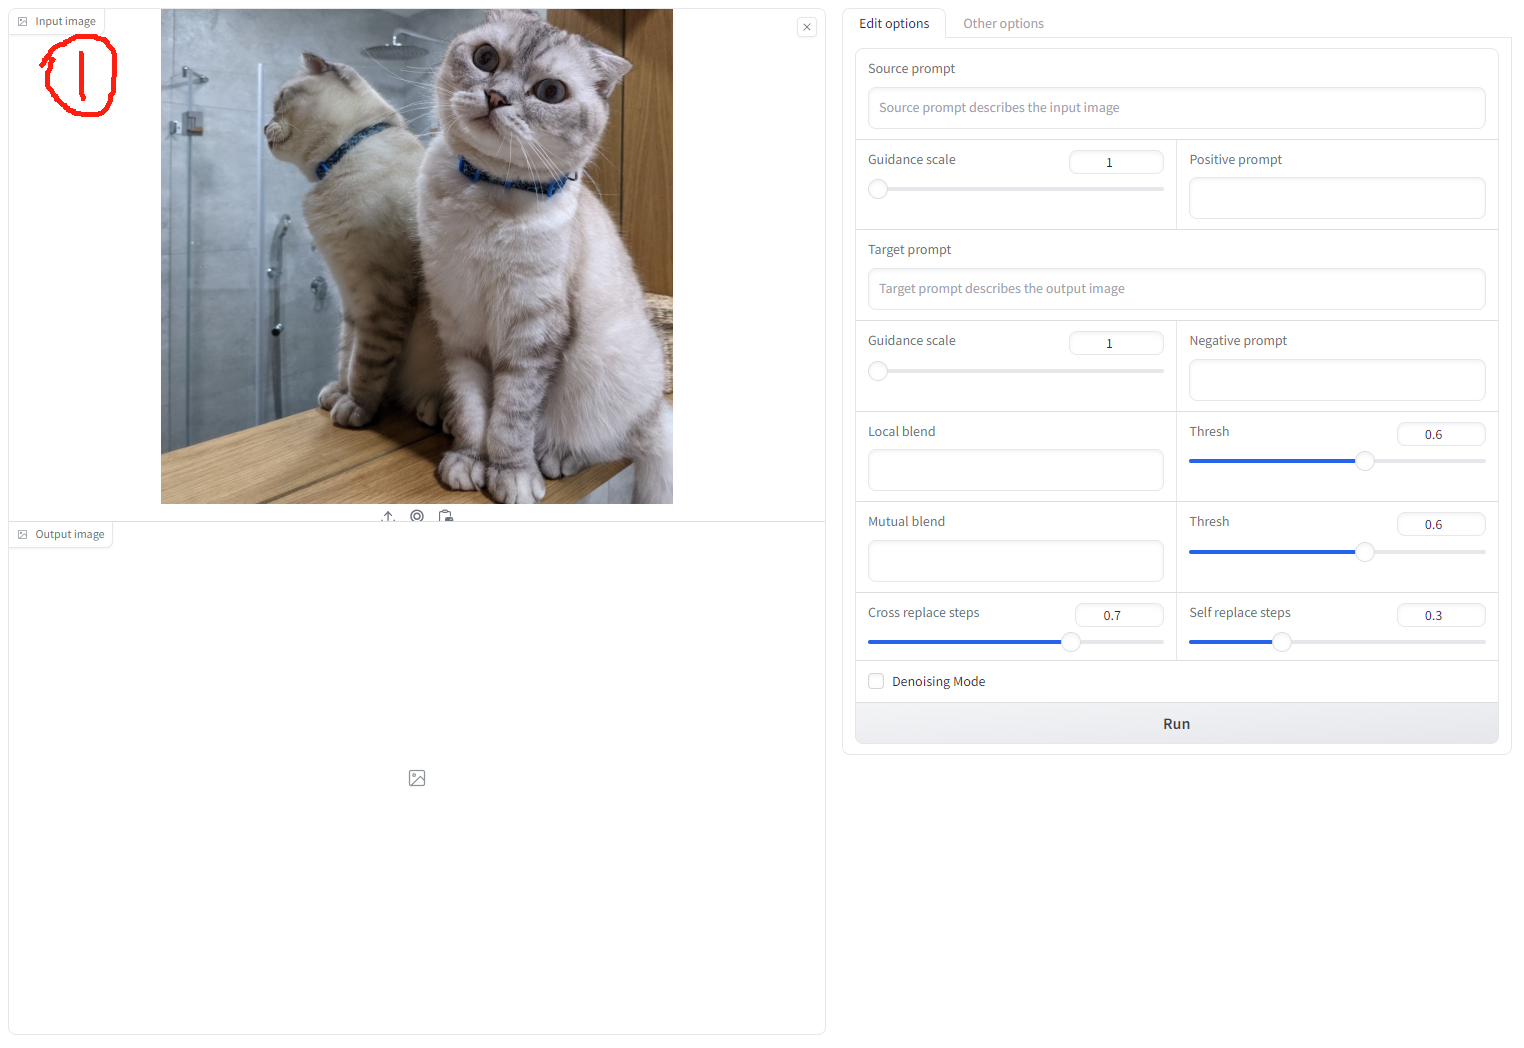 Input image
1
Output image
Edit options
Other options
Source prompt
Source prompt describes the input image
Guidance scale
1
Positive prompt
Target prompt
Target prompt describes the output image
Guidance scale
1
Negative prompt
Local blend
Thresh
0.6
Mutual blend
Thresh
0.6
Cross replace steps
0.7
Self replace steps
0.3
Denoising Mode
Run